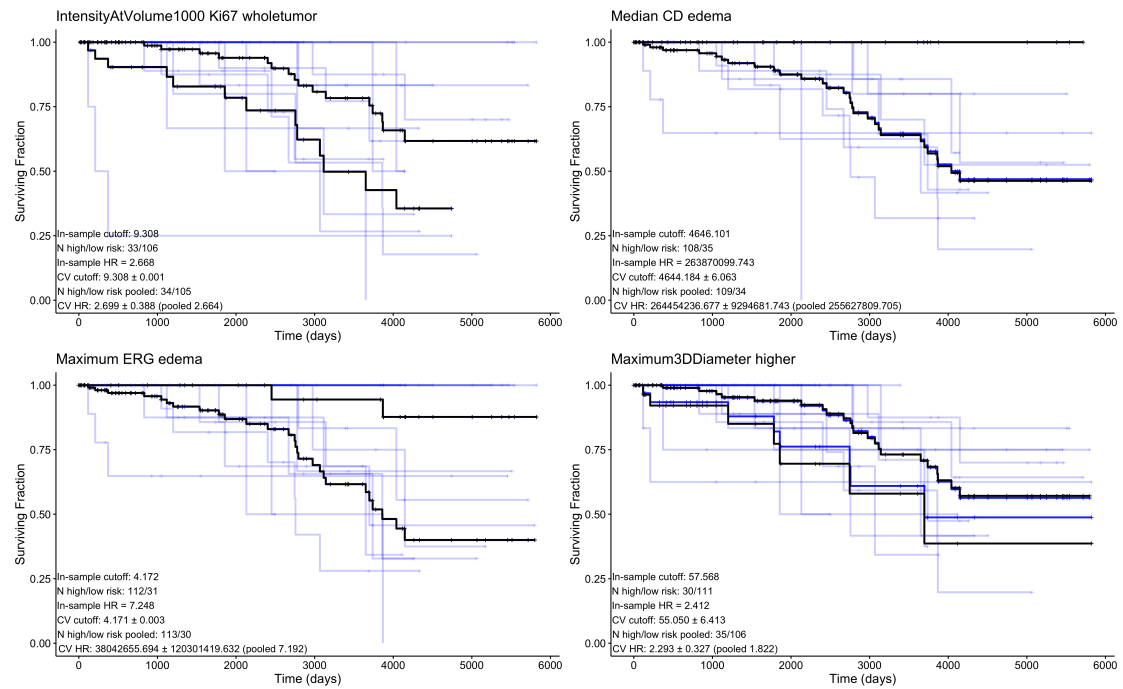 IntensityAtVolume1000 Ki67 wholetumor
1.00
0.75
0.50
0.25
0.00
Surviving Fraction
In-sample cutoff: 9.308
N high/low risk: 33/106
In-sample HR = 2.668
CV cutoff: 9.308 ± 0.001
N high/low risk pooled: 34/105
CV HR: 2.699 ± 0.388 (pooled 2.664)
0 1000 2000 3000 4000 5000 6000
Time (days)
Median CD edema
1.00
0.75
0.50
0.25
0.00
Surviving Fraction
In-sample cutoff: 4646.101
N high/low risk: 108/35
In-sample HR = 263870099.743
CV cutoff: 4644.184 ± 6.063
N high/low risk pooled: 109/34
CV HR: 264454236.677 ± 9294681.743 (pooled 255627809.705)
0 1000 2000 3000 4000 5000 6000
Time (days)
Maximum ERG edema
1.00
0.75
0.50
0.25
0.00
Surviving Fraction
In-sample cutoff: 4.172
N high/low risk: 112/31
In-sample HR = 7.248
CV cutoff: 4.171 ± 0.003
N high/low risk pooled: 113/30
CV HR: 38042655.694 ± 120301419.632 (pooled 7.192)
0 1000 2000 3000 4000 5000 6000
Time (days)
Maximum3DDiameter higher
1.00
0.75
0.50
0.25
0.00
Surviving Fraction
In-sample cutoff: 57.568
N high/low risk: 30/111
In-sample HR = 2.412
CV cutoff: 55.050 ± 6.413
N high/low risk pooled: 35/106
CV HR: 2.293 ± 0.327 (pooled 1.822)
0 1000 2000 3000 4000 5000 6000
Time (days)